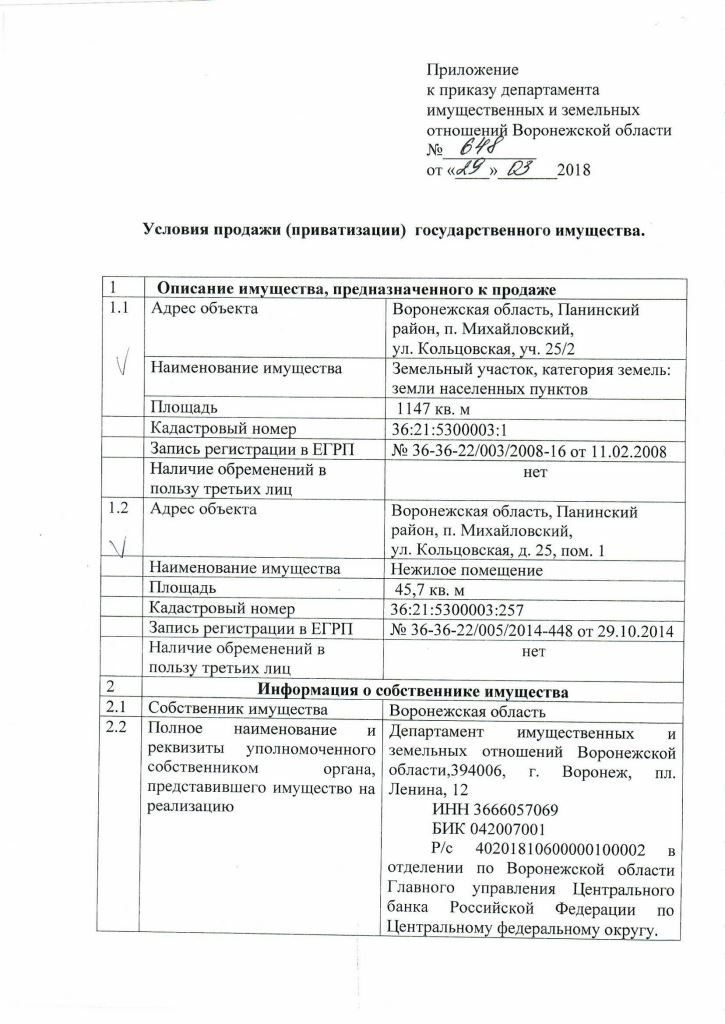 Приложение
к приказу департамента
имущественных и земельных
отношений Воронежской области
№ 648
от «29» 03 2018
Условия продажи (приватизации) государственного имущества.
1 Описание имущества, предназначенного к продаже
1.1 Адрес объекта Воронежская область, Панинский
район, п. Михайловский,
ул. Кольцовская, уч. 25/2
Наименование имущества Земельный участок, категория земель:
земли населенных пунктов
Площадь 1147 кв. м
Кадастровый номер 36:21:5300003:1
Запись регистрации в ЕГРП № 36-36-22/003/2008-16 от 11.02.2008
Наличие обременений в нет
пользу третьих лиц
1.2 Адрес объекта Воронежская область, Панинский
район, п. Михайловский,
ул. Кольцовская, д. 25, пом. 1
Наименование имущества Нежилое помещение
Площадь 45,7 кв. м
Кадастровый номер 36:21:5300003:257
Запись регистрации в ЕГРП № 36-36-22/005/2014-448 от 29.10.2014
Наличие обременений в нет
пользу третьих лиц
2 Информация о собственнике имущества
2.1 Собственник имущества Воронежская область
2.2 Полное наименование и Департамент имущественных и
реквизиты уполномоченного земельных отношений Воронежской
собственником органа, области,394006, г. Воронеж, пл.
представившего имущество на Ленина, 12
реализацию ИНН 3666057069
БИК 042007001
Р/с 40201810600000100002 в
отделении по Воронежской области
Главного управления Центрального
банка Российской Федерации по
Центральному федеральному округу.